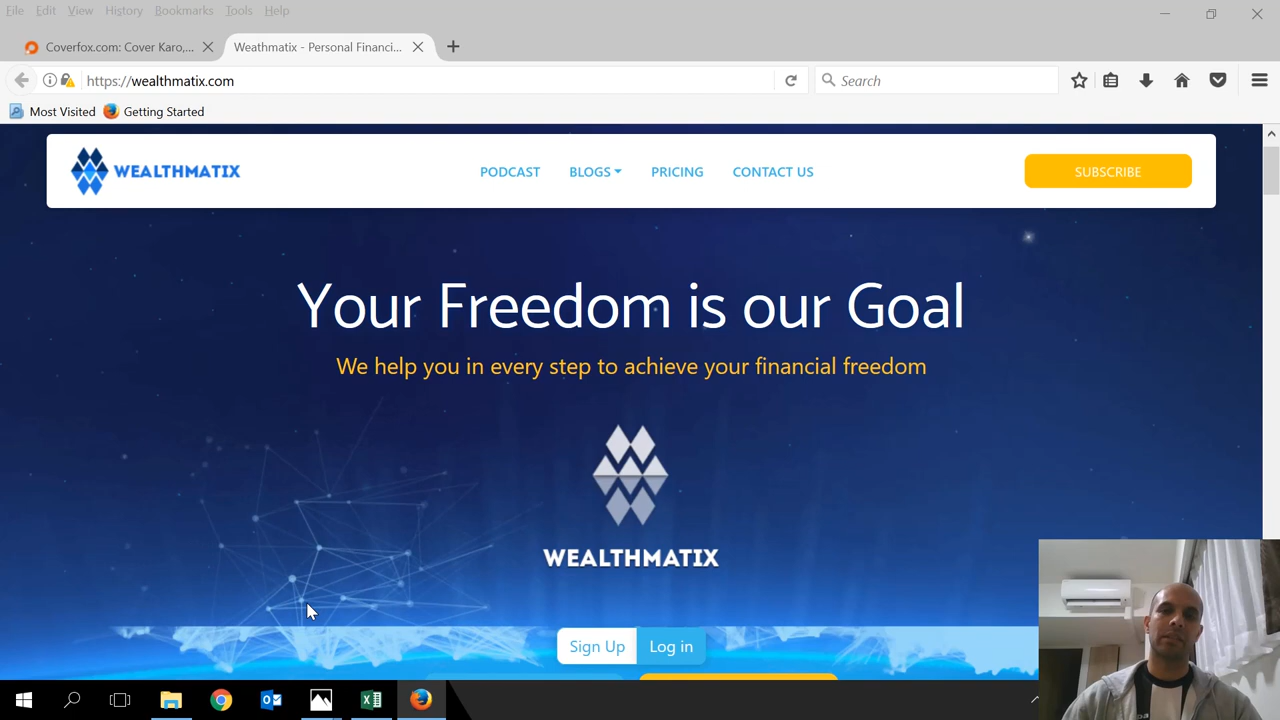 File Edit View History Bookmarks Tools Help
Coverfox.com: Cover Karo,...
Weathmatix - Personal Financi...
https://wealthmatix.com
Search
Most Visited
Getting Started
WEALTHMATIX
PODCAST
BLOGS
PRICING
CONTACT US
SUBSCRIBE
Your Freedom is our Goal
We help you in every step to achieve your financial freedom
WEALTHMATIX
Sign Up
Log in